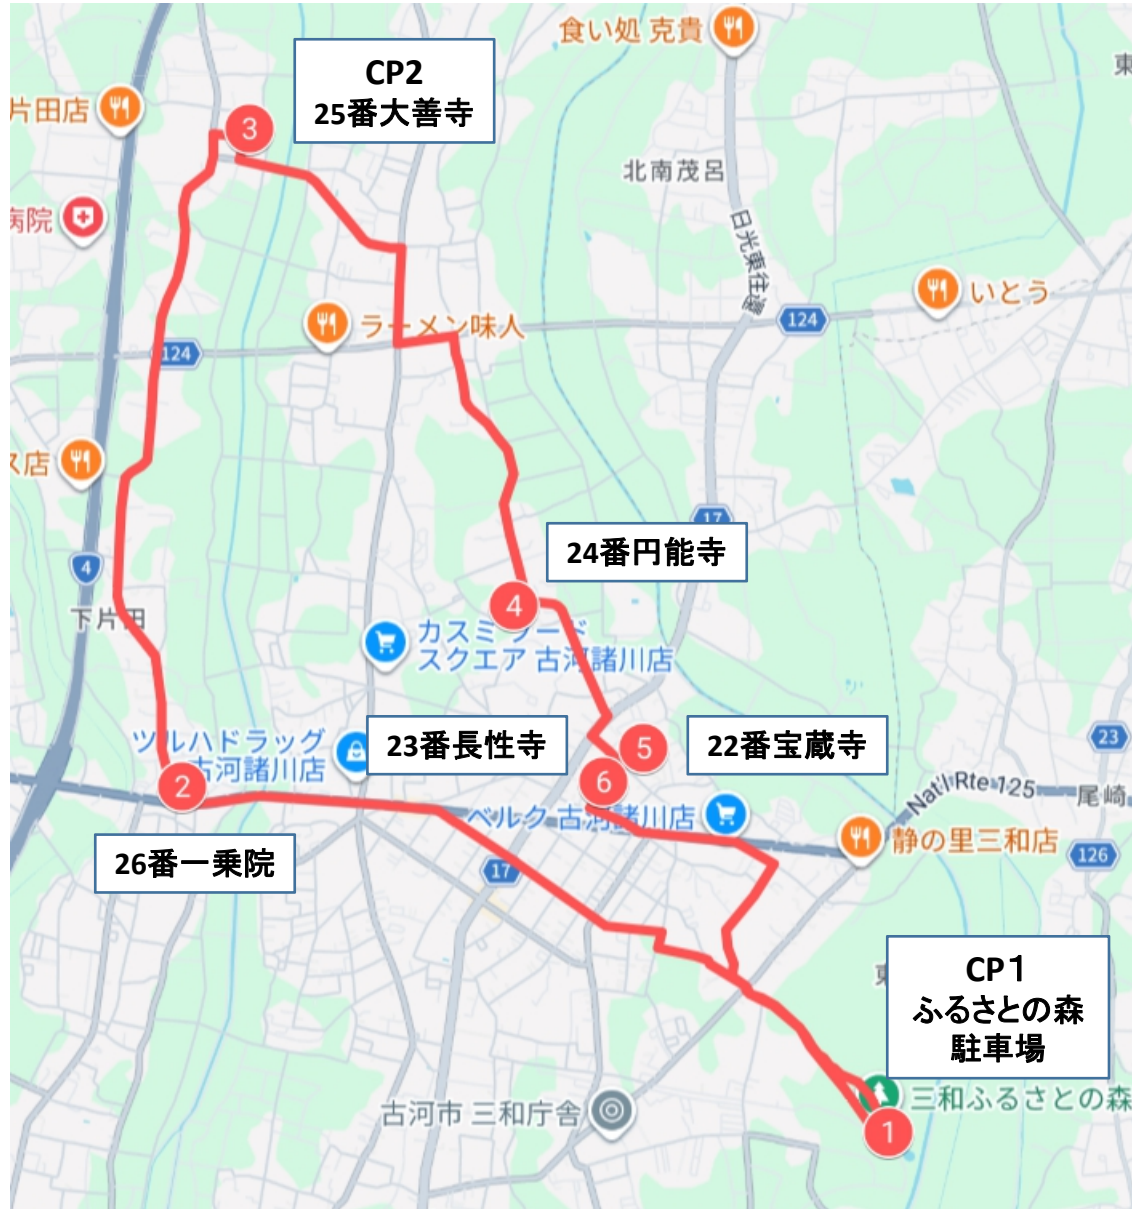 食い処 克貴
CP2
25番大善寺
片田店
3
東
北南茂呂
病院
日光東往還
いとう
124
ラーメン味人
124
ス店
17
24番円能寺
4
4
下片田
カスミ フード
スクエア 古河諸川店
23番長性寺
22番宝蔵寺
5
23
ツルハドラッグ
古河諸川店
2
6
Nat'l Rte 125
尾崎
ベルク 古河諸川店
静の里三和店
126
26番一乗院
17
CP１
ふるさとの森
駐車場
東
古河市 三和庁舎
三和ふるさとの森
1